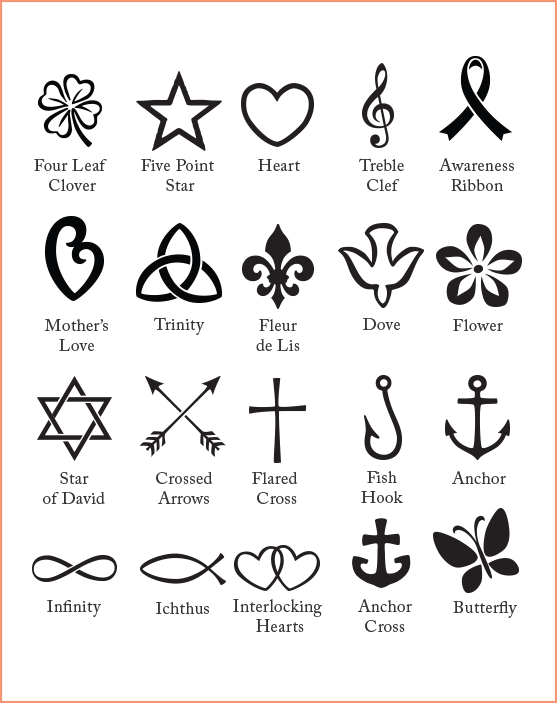 Four Leaf
Clover
Five Point
Star
Heart
Treble
Clef
Awareness
Ribbon
Mother's
Love
Trinity
Fleur
de Lis
Dove
Flower
Star
of David
Crossed
Arrows
Flared
Cross
Fish
Hook
Anchor
Infinity
Ichthus
Interlocking
Hearts
Anchor
Cross
Butterfly